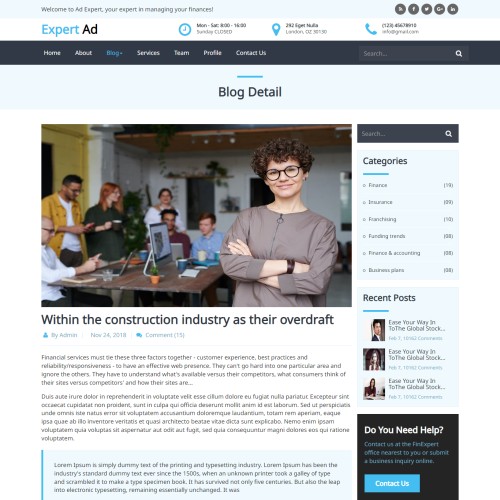 Welcome to Ad Expert, your expert in managing your finances!
Expert Ad
Mon - Sat: 8:00 - 16:00
Sunday CLOSED
292 Eget Nulla
London, OZ 30130
(123) 45678910
info@gmail.com
Home About Blog Services Team Profile Contact Us
Search...
Blog Detail
Within the construction industry as their overdraft
By Admin Nov 24, 2018 Comment (15)
Financial services must tie these three factors together - customer experience, best practices and
reliability/responsiveness - to have an effective web presence. They can't go hard into one particular area and
ignore the others. They have to understand what's available versus their competitors, what consumers think of
their sites versus competitors' and how their sites are...
Duis aute irure dolor in reprehenderit in voluptate velit esse cillum dolore eu fugiat nulla pariatur. Excepteur sint
occaecat cupidatat non proident, sunt in culpa qui officia deserunt mollit anim id est laborum. Sed ut perspiciatis
unde omnis iste natus error sit voluptatem accusantium doloremque laudantium, totam rem aperiam, eaque
ipsa quae ab illo inventore veritatis et quasi architecto beatae vitae dicta sunt explicabo. Nemo enim ipsam
voluptatem quia voluptas sit aspernatur aut odit aut fugit, sed quia consequuntur magni dolores eos qui ratione
voluptatem.
Lorem Ipsum is simply dummy text of the printing and typesetting industry. Lorem Ipsum has been the
industry's standard dummy text ever since the 1500s, when an unknown printer took a galley of type
and scrambled it to make a type specimen book. It has survived not only five centuries. But also the leap
into electronic typesetting, remaining essentially unchanged. It was
Search...
Categories
Finance (19)
Insurance (09)
Franchising (10)
Funding trends (08)
Finance & accounting (08)
Business plans (08)
Recent Posts
Ease Your Way In
ToThe Global Stock...
Feb 7, 10162 Comments
Ease Your Way In
ToThe Global Stock...
Feb 7, 10162 Comments
Ease Your Way In
ToThe Global Stock...
Feb 7, 10162 Comments
Do You Need Help?
Contact us at the FinExpert
office nearest to you or submit
a business inquiry online.
Contact Us